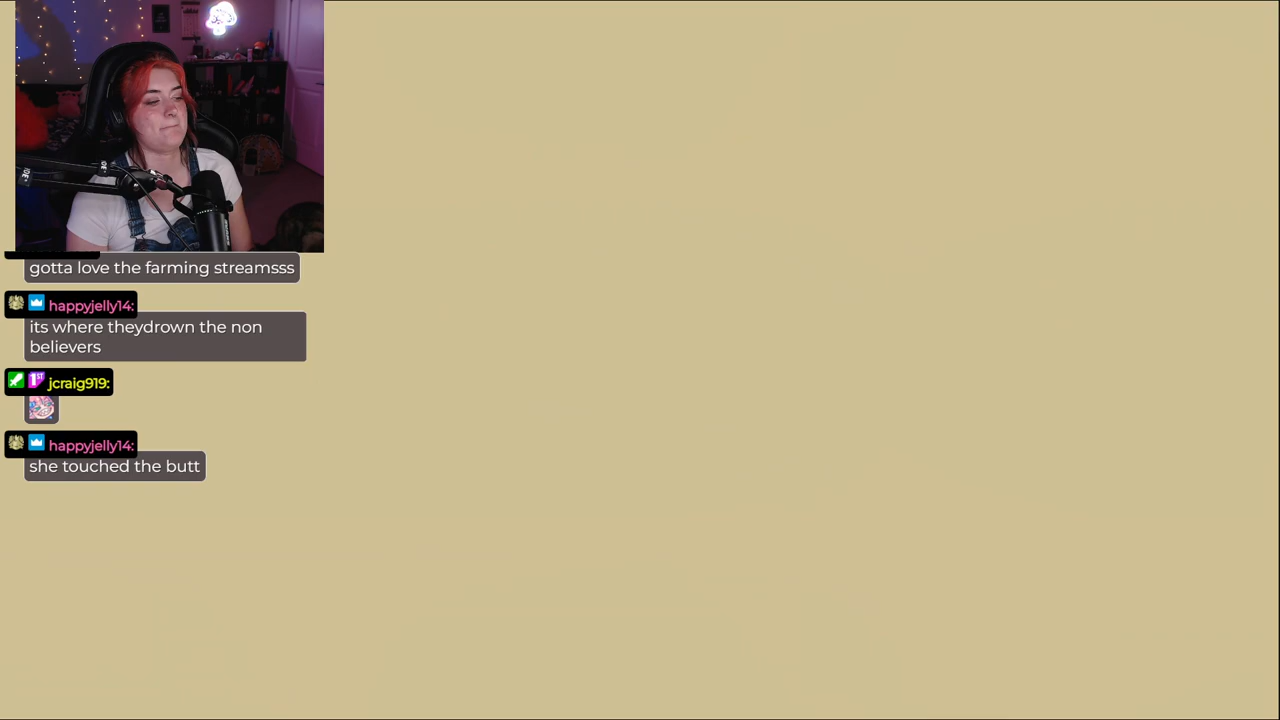 gotta love the farming streamsss
happyjelly14:
its where theydrown the non
believers
jcraig919:
happyjelly14:
she touched the butt